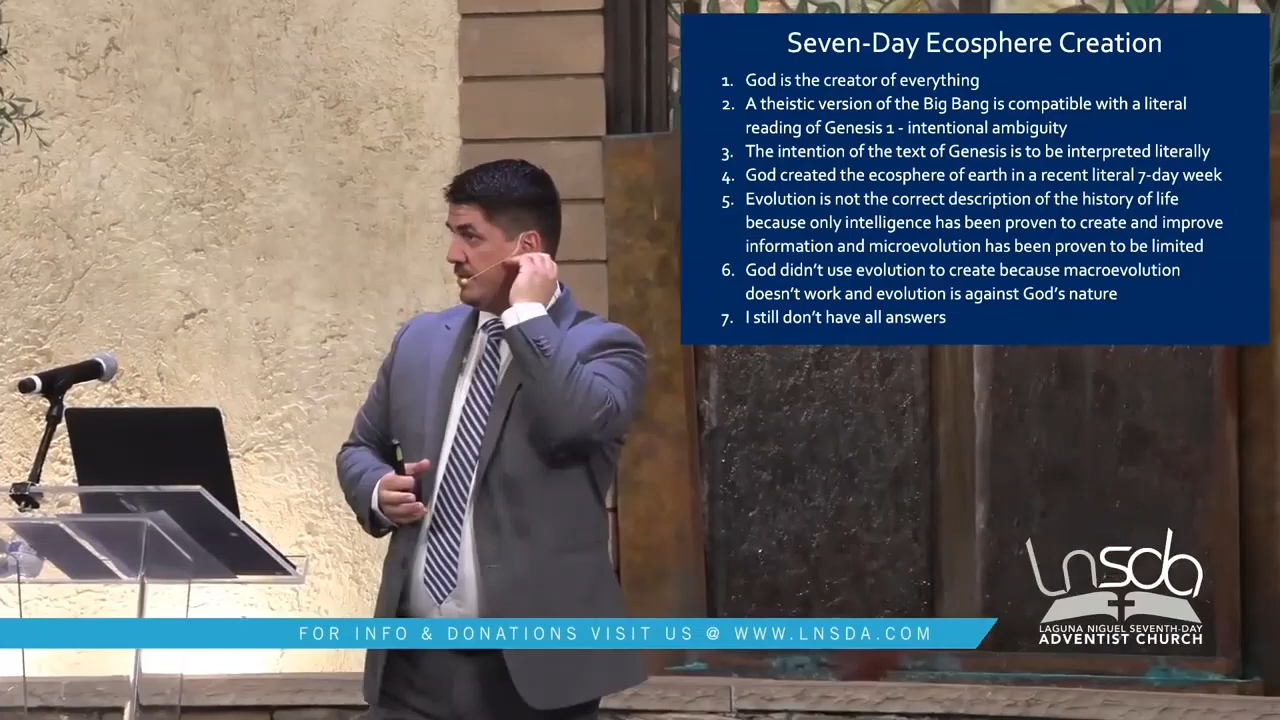 Seven-Day Ecosphere Creation
1. God is the creator of everything
2. A theistic version of the Big Bang is compatible with a literal
reading of Genesis 1 - intentional ambiguity
3. The intention of the text of Genesis is to be interpreted literally
4. God created the ecosphere of earth in a recent literal 7-day week
5. Evolution is not the correct description of the history of life
because only intelligence has been proven to create and improve
information and microevolution has been proven to be limited
6. God didn't use evolution to create because macroevolution
doesn't work and evolution is against God's nature
7. I still don't have all answers
Lnsda
LAGUNA NIGUEL SEVENTH-DAY
ADVENTIST CHURCH
FOR INFO & DONATIONS VISIT US @ WWW.LNSDA.COM